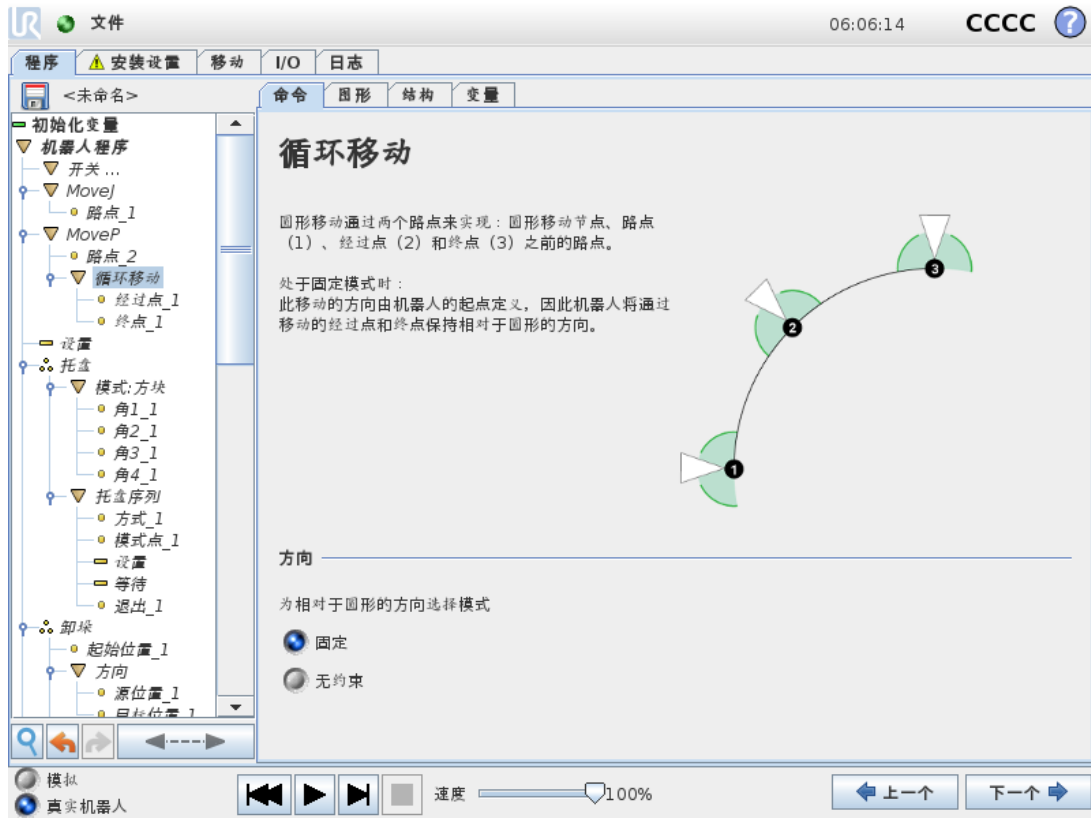 UR 文件 06:06:14 CCCC ?
程序 安装设置 移动 I/O 日志
<未命名> 命令 图形 结构 变量
初始化变量
机器人程序
开关 ...
MoveJ
路点_1
MoveP
路点_2
循环移动
经过点_1
终点_1
设置
托盘
模式:方块
角1_1
角2_1
角3_1
角4_1
托盘序列
方式_1
模式点_1
设置
等待
退出_1
卸垛
起始位置_1
方向
源位置_1
目标位置_1
循环移动
圆形移动通过两个路点来实现：圆形移动节点、路点
（1）、经过点（2）和终点（3）之前的路点。
处于固定模式时：
此移动的方向由机器人的起点定义，因此机器人将通过
移动的经过点和终点保持相对于圆形的方向。
3
2
1
方向
为相对于圆形的方向选择模式
固定
无约束
模拟
真实机器人
速度 100% 上一个 下一个